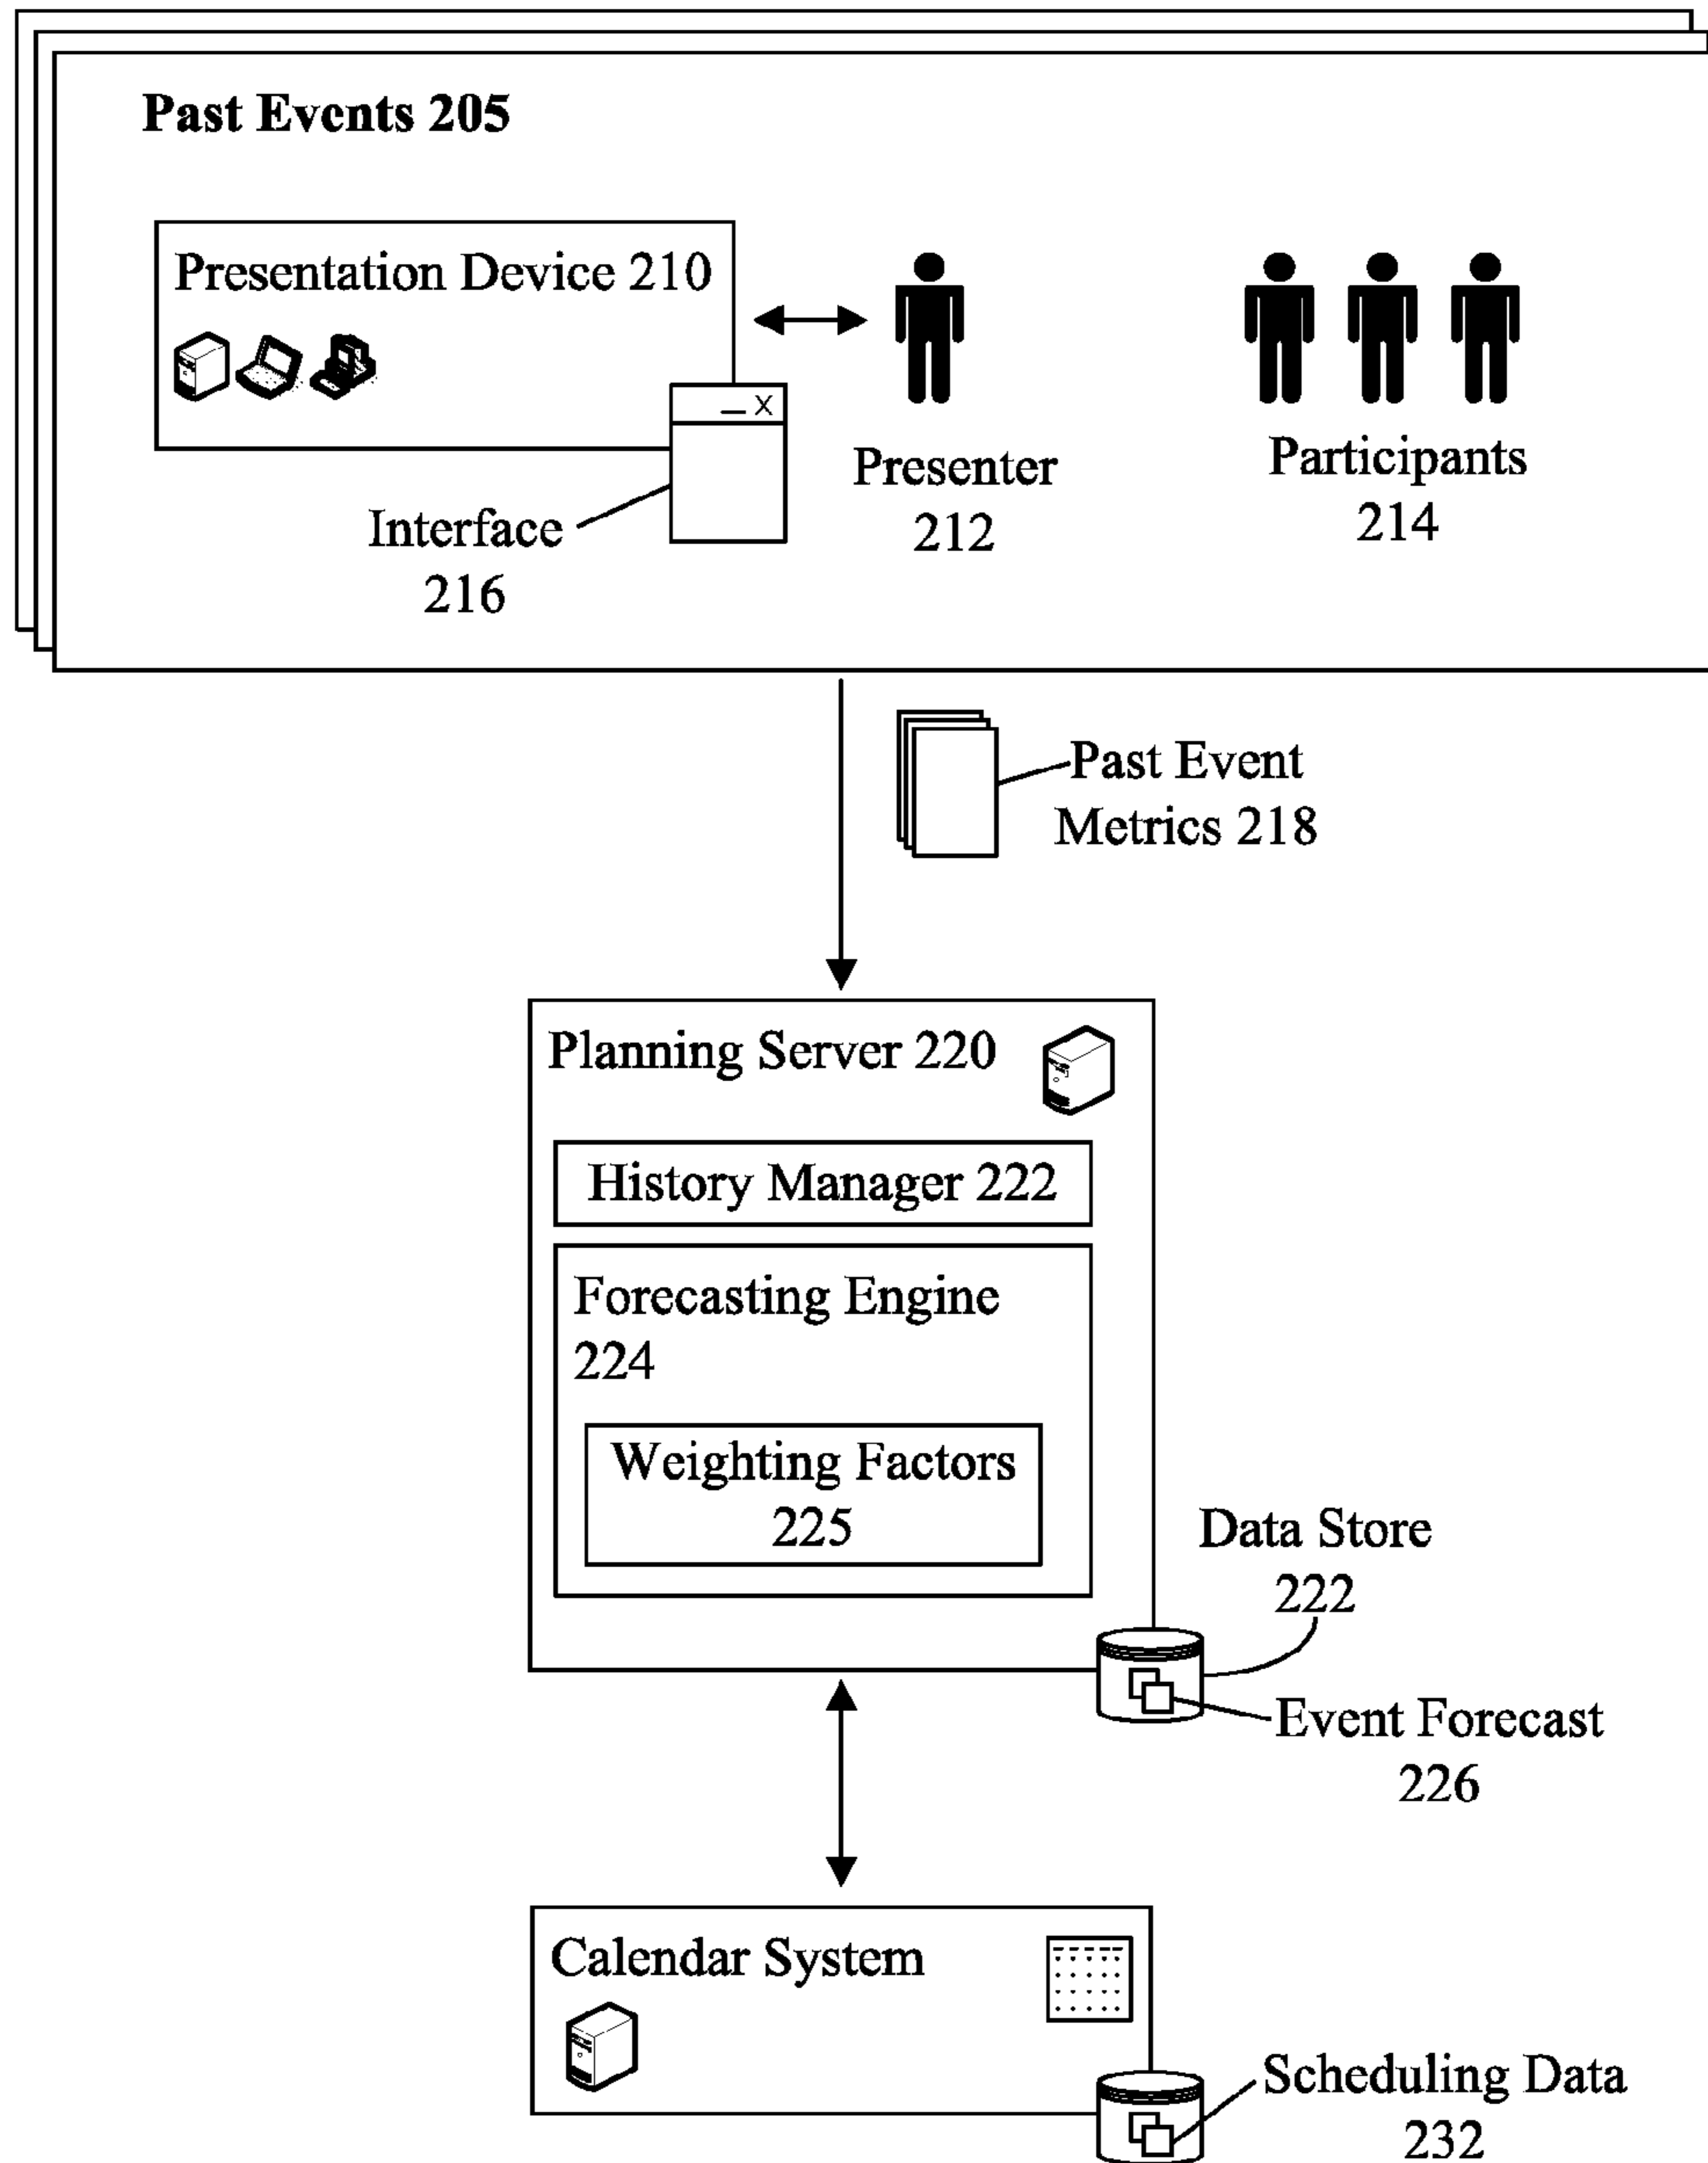 Past Events 205
Presentation Device 210
_ X
Presenter
212
Participants
214
Interface
216
Past Event
Metrics 218
Planning Server 220
History Manager 222
Forecasting Engine
224
Weighting Factors
225
Data Store
222
Event Forecast
226
Calendar System
Scheduling Data
232